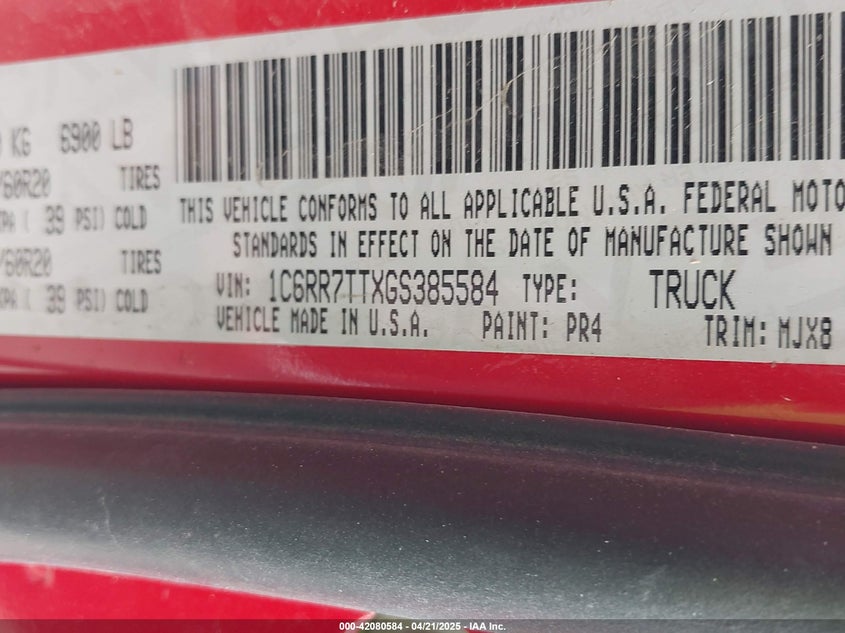 KG 6900 LB
/60R20 TIRES
( 39 PSI) COLD
/60R20 TIRES
( 39 PSI) COLD
THIS VEHICLE CONFORMS TO ALL APPLICABLE U.S.A. FEDERAL MOTO
STANDARDS IN EFFECT ON THE DATE OF MANUFACTURE SHOWN
VIN: 1C6RR7TTXGS385584 TYPE: TRUCK
VEHICLE MADE IN U.S.A. PAINT: PR4 TRIM: MJX8
000-42080584 - 04/21/2025 - IAA Inc.